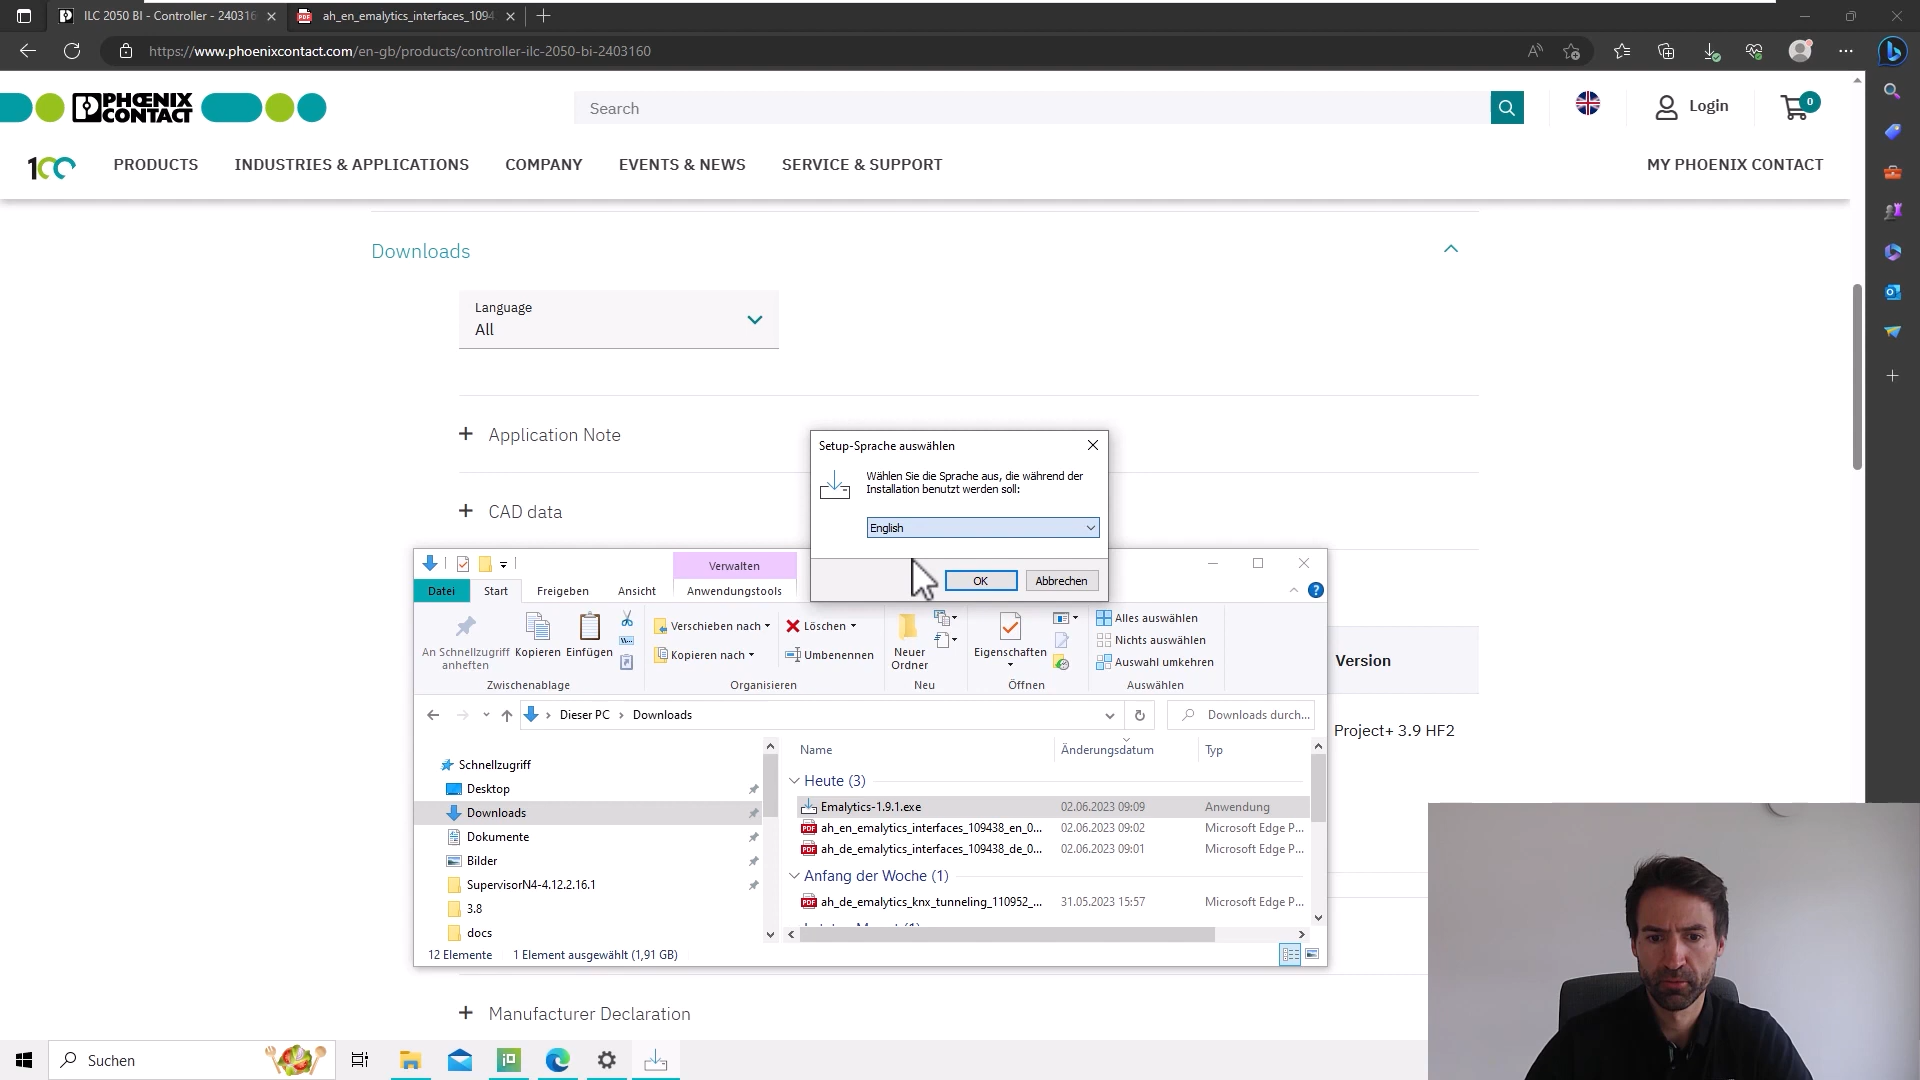 ILC 2050 BI - Controller - 240316
ah_en_emalytics_interfaces_1094
https://www.phoenixcontact.com/en-gb/products/controller-ilc-2050-bi-2403160
PHOENIX
CONTACT
Search
Login
0
100
PRODUCTS
INDUSTRIES & APPLICATIONS
COMPANY
EVENTS & NEWS
SERVICE & SUPPORT
MY PHOENIX CONTACT
Downloads
Language
All
Application Note
CAD data
Setup-Sprache auswählen
Wählen Sie die Sprache aus, die während der
Installation benutzt werden soll:
English
OK
Abbrechen
Verwalten
Datei
Start
Freigeben
Ansicht
Anwendungstools
An Schnellzugriff
anheften
Kopieren
Einfügen
Zwischenablage
Verschieben nach
Kopieren nach
Löschen
Umbenennen
Organisieren
Neuer
Ordner
Neu
Eigenschaften
Öffnen
Alles auswählen
Nichts auswählen
Auswahl umkehren
Auswählen
Version
Project+ 3.9 HF2
Dieser PC
Downloads
Downloads durch...
Schnellzugriff
Desktop
Downloads
Dokumente
Bilder
SupervisorN4-4.12.2.16.1
3.8
docs
Name
Änderungsdatum
Typ
Heute (3)
Emalytics-1.9.1.exe
02.06.2023 09:09
Anwendung
ah_en_emalytics_interfaces_109438_en_0...
02.06.2023 09:02
Microsoft Edge P...
ah_de_emalytics_interfaces_109438_de_0...
02.06.2023 09:01
Microsoft Edge P...
Anfang der Woche (1)
ah_de_emalytics_knx_tunneling_110952_...
31.05.2023 15:57
Microsoft Edge P...
12 Elemente
1 Element ausgewählt (1,91 GB)
Manufacturer Declaration
Suchen